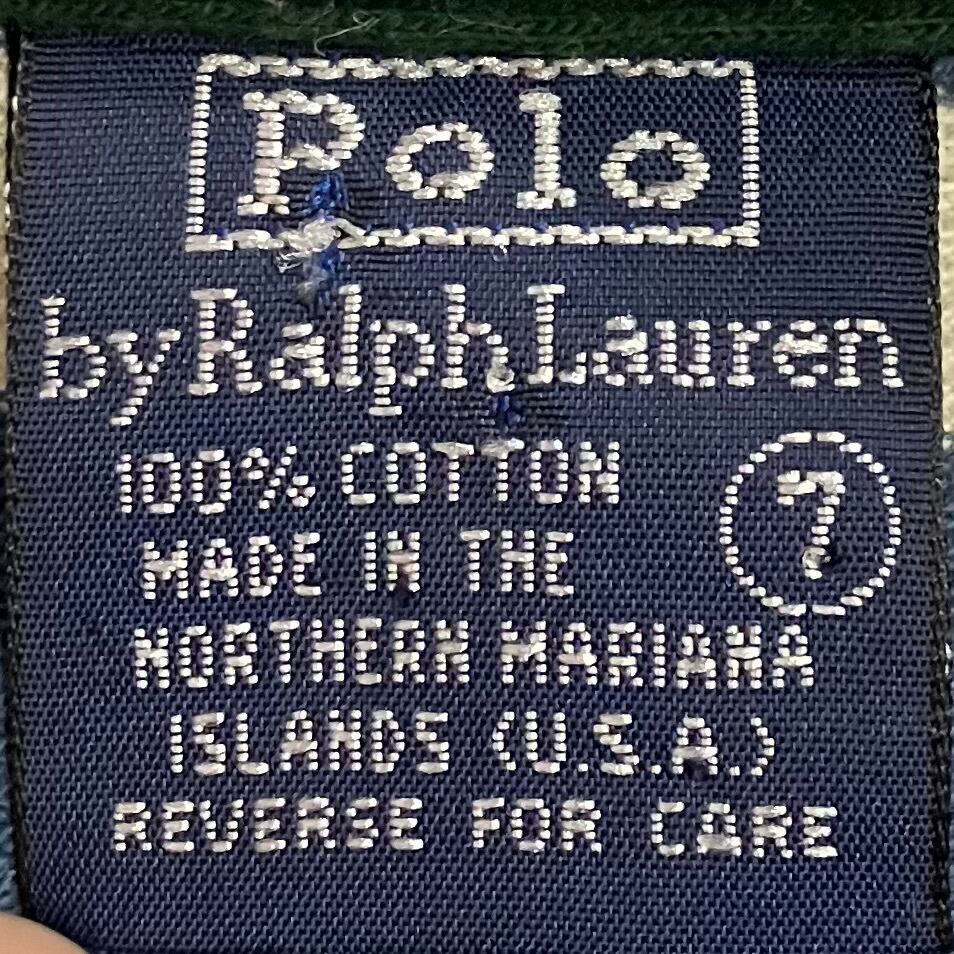 Polo
by Ralph Lauren
100% COTTON
7
MADE IN THE
NORTHERN MARIANA
ISLANDS (U.S.A.)
REVERSE FOR CARE